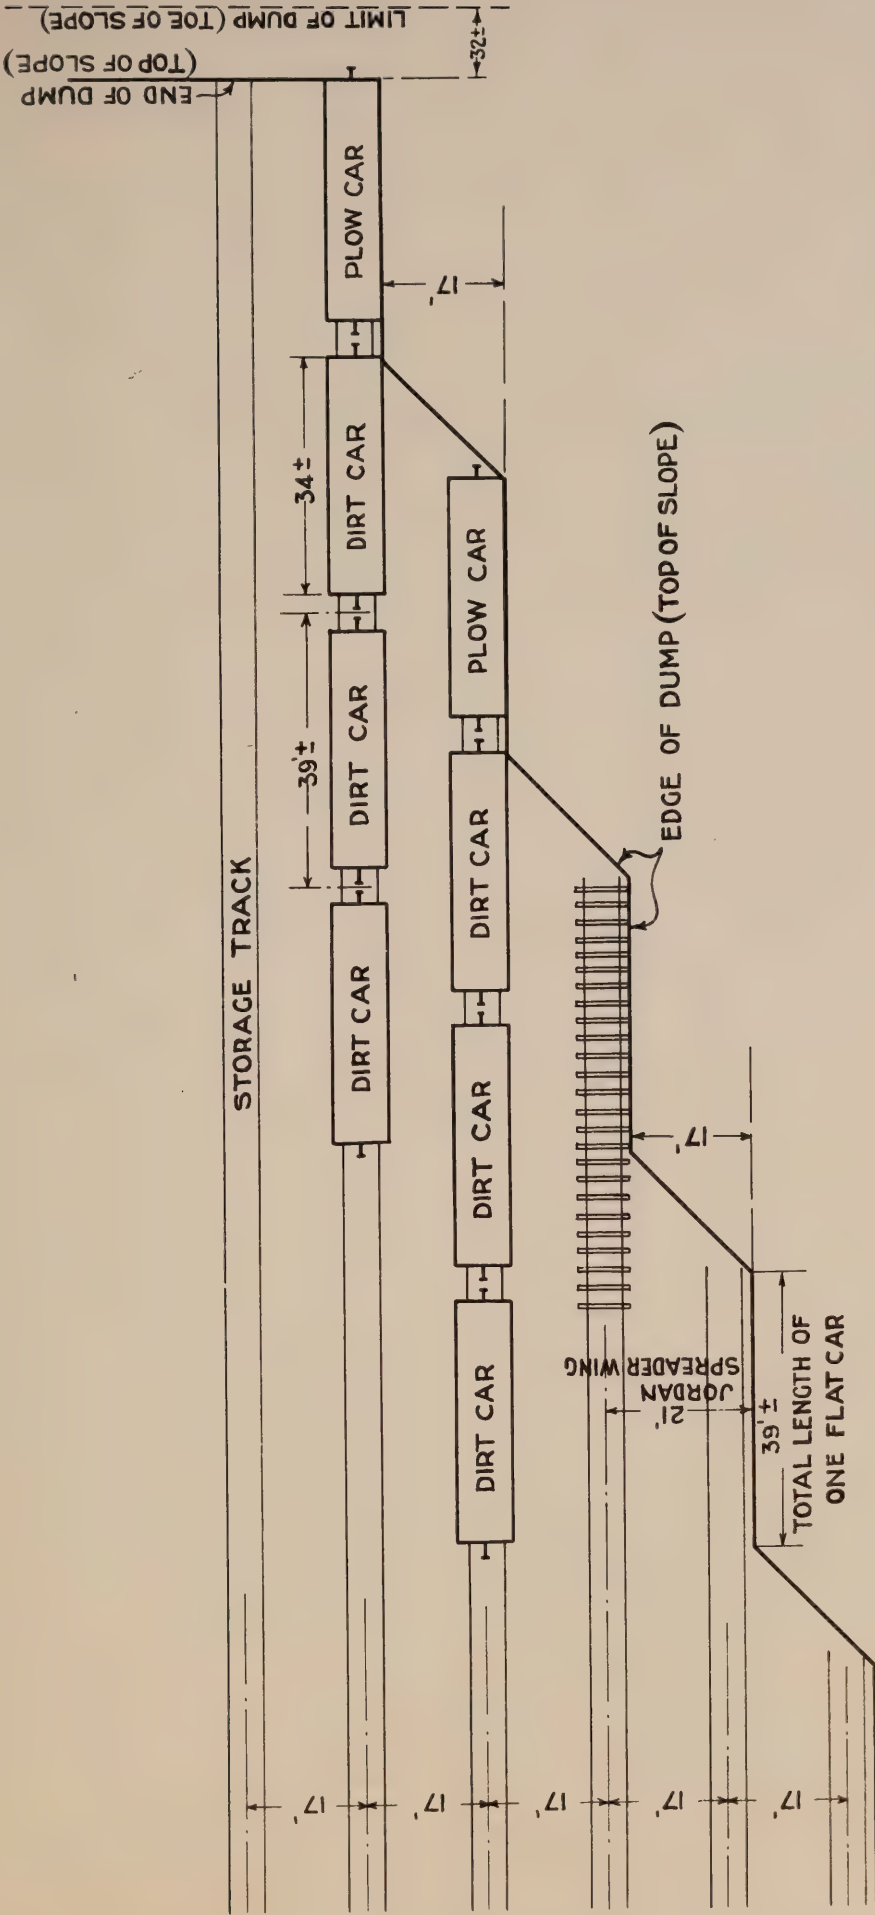 LIMIT OF DUMP (TOE OF SLOPE)
32±
END OF DUMP
(TOP OF SLOPE)
PLOW CAR
17'
34±
DIRT CAR
39'±
DIRT CAR
DIRT CAR
STORAGE TRACK
PLOW CAR
DIRT CAR
DIRT CAR
DIRT CAR
EDGE OF DUMP (TOP OF SLOPE)
17'
JORDAN
SPREADER WING
21'
39'±
TOTAL LENGTH OF
ONE FLAT CAR
17'
17'
17'
17'
17'